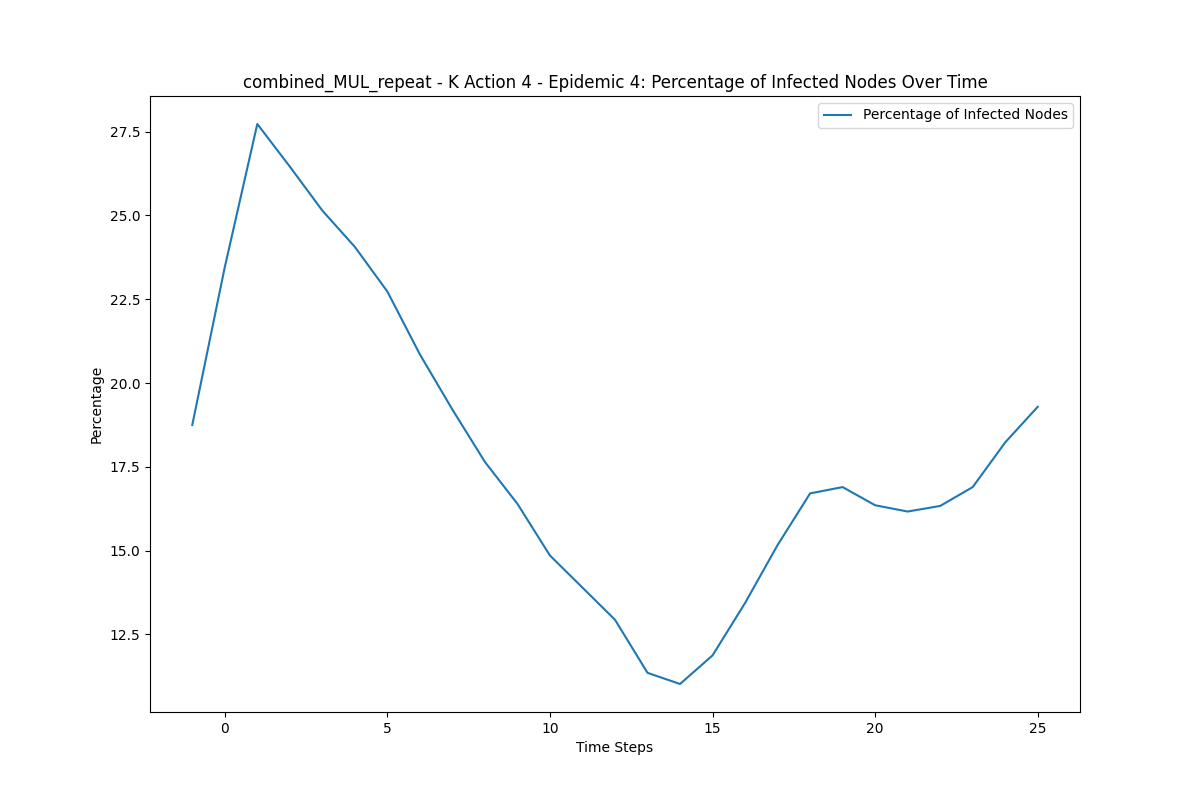 combined_MUL_repeat - K Action 4 - Epidemic 4: Percentage of Infected Nodes Over Time
Percentage of Infected Nodes
27.5
25.0
22.5
20.0
17.5
15.0
12.5
Percentage
0 5 10 15 20 25
Time Steps